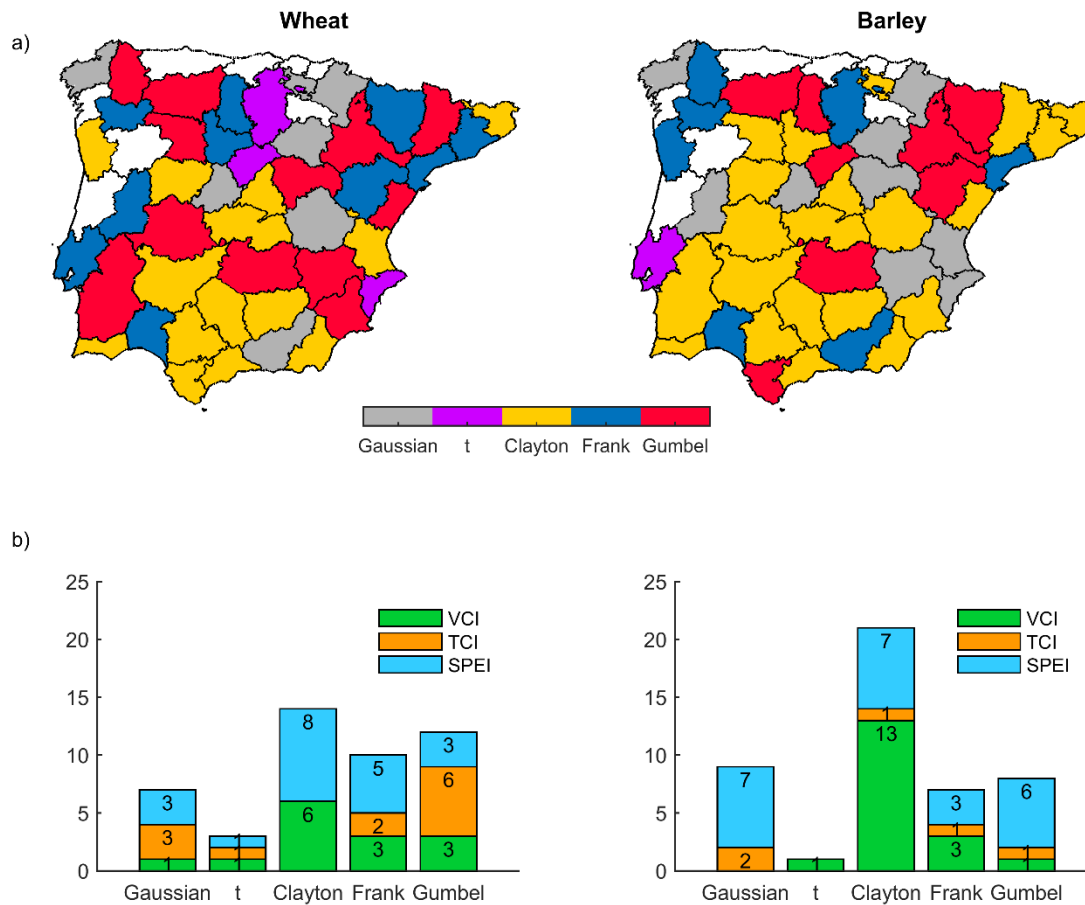 Wheat Barley
a)
Gaussian t Clayton Frank Gumbel
b)
25 25
VCI VCI
20 TCI 20 TCI
SPEI SPEI
7
15 15 1
8 13
10 3 10
5 6 7 6
5 3 5 3
3 6 2 1 1
3 1 1 3 3 2 1 3 1
0 1 1 0
Gaussian t Clayton Frank Gumbel Gaussian t Clayton Frank Gumbel